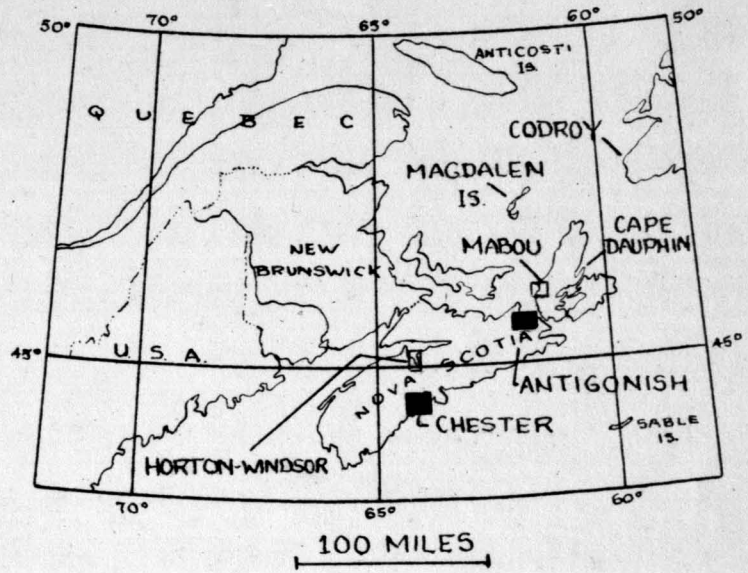 70° 65° 60°
50° 50°
ANTICOSTI
IS.
QUEBEC
CODROY
MAGDALEN
IS.
CAPE
DAUPHIN
MABOU
NEW
BRUNSWICK
45° U.S.A. 45°
NOVA SCOTIA
ANTIGONISH
CHESTER
SABLE
IS.
HORTON-WINDSOR
70° 65° 60°
100 MILES